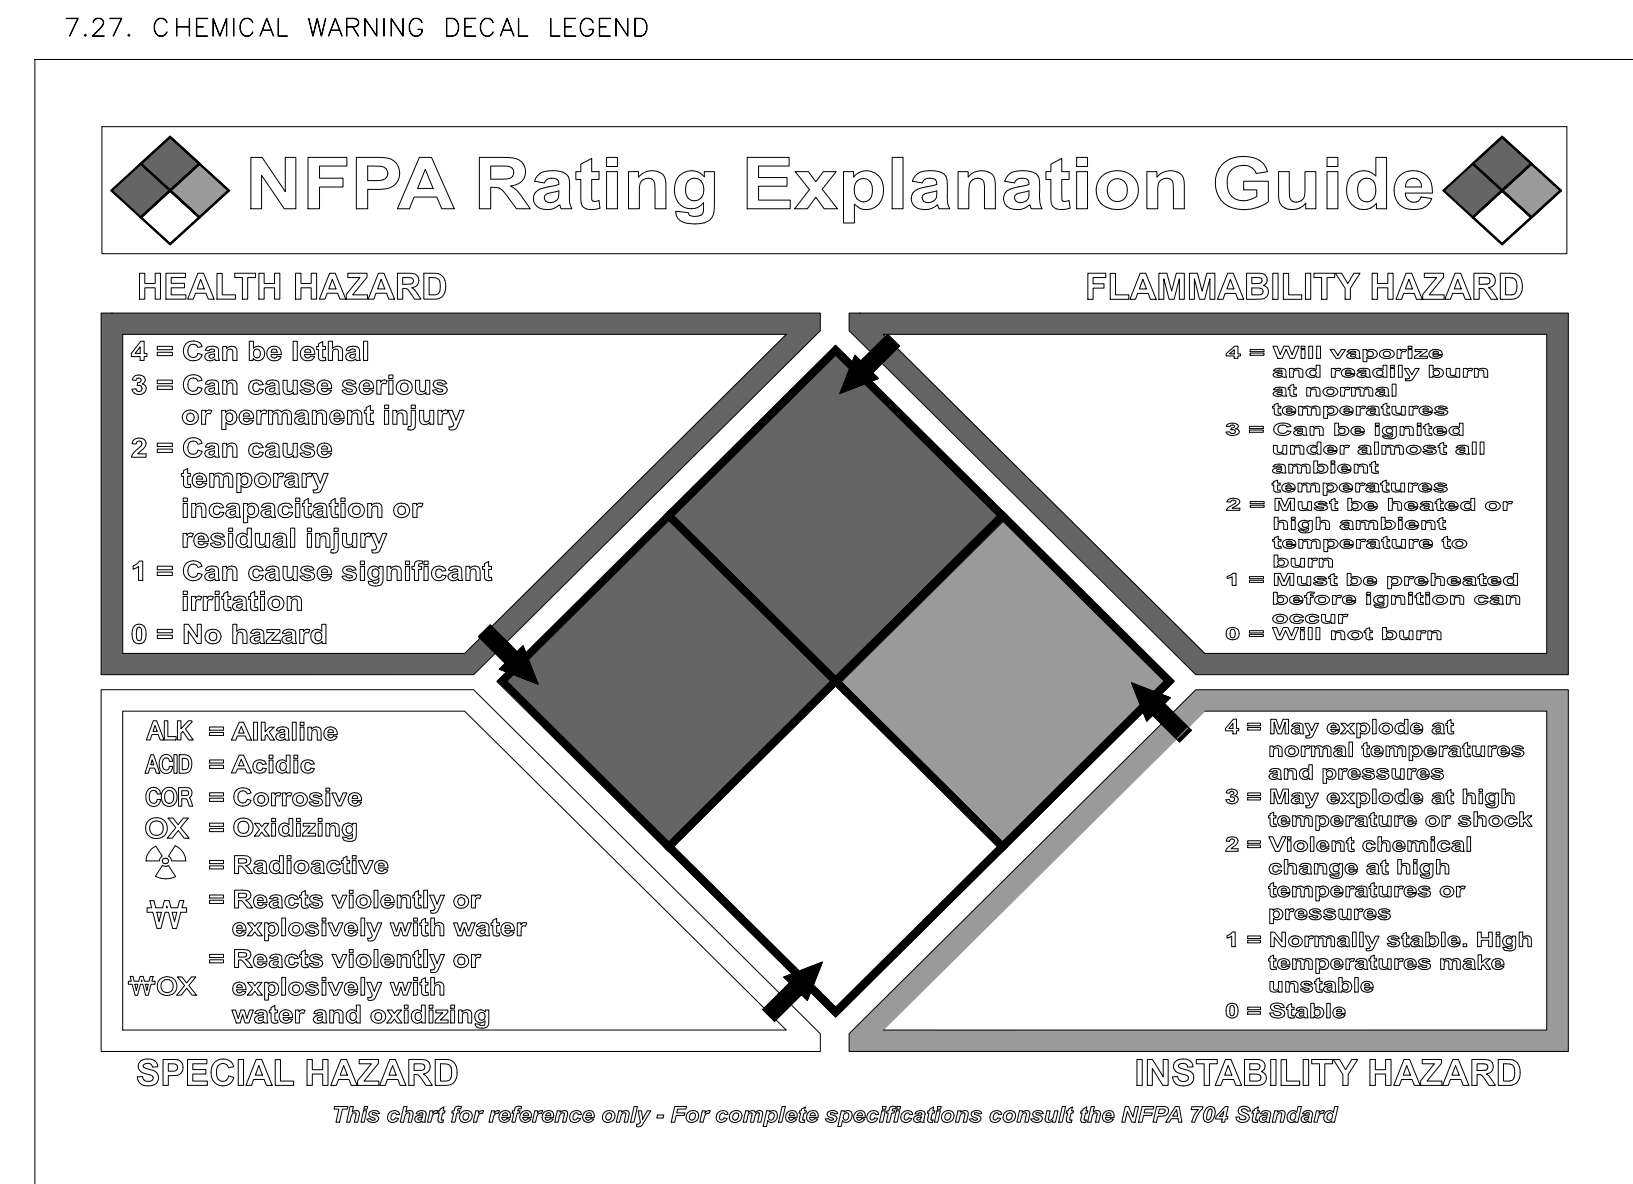 7.27. CHEMICAL WARNING DECAL LEGEND
NFPA Rating Explanation Guide
HEALTH HAZARD
4 = Can be lethal
3 = Can cause serious
or permanent injury
2 = Can cause
temporary
incapacitation or
residual injury
1 = Can cause significant
irritation
0 = No hazard
FLAMMABILITY HAZARD
4 = Will vaporize
and readily burn
at normal
temperatures
3 = Can be ignited
under almost all
ambient
temperatures
2 = Must be heated or
high ambient
temperature to
burn
1 = Must be preheated
before ignition can
occur
0 = Will not burn
ALK = Alkaline
ACID = Acidic
COR = Corrosive
OX = Oxidizing
= Radioactive
W = Reacts violently or
explosively with water
= Reacts violently or
WOX explosively with
water and oxidizing
SPECIAL HAZARD
4 = May explode at
normal temperatures
and pressures
3 = May explode at high
temperature or shock
2 = Violent chemical
change at high
temperatures or
pressures
1 = Normally stable. High
temperatures make
unstable
0 = Stable
INSTABILITY HAZARD
This chart for reference only - For complete specifications consult the NFPA 704 Standard